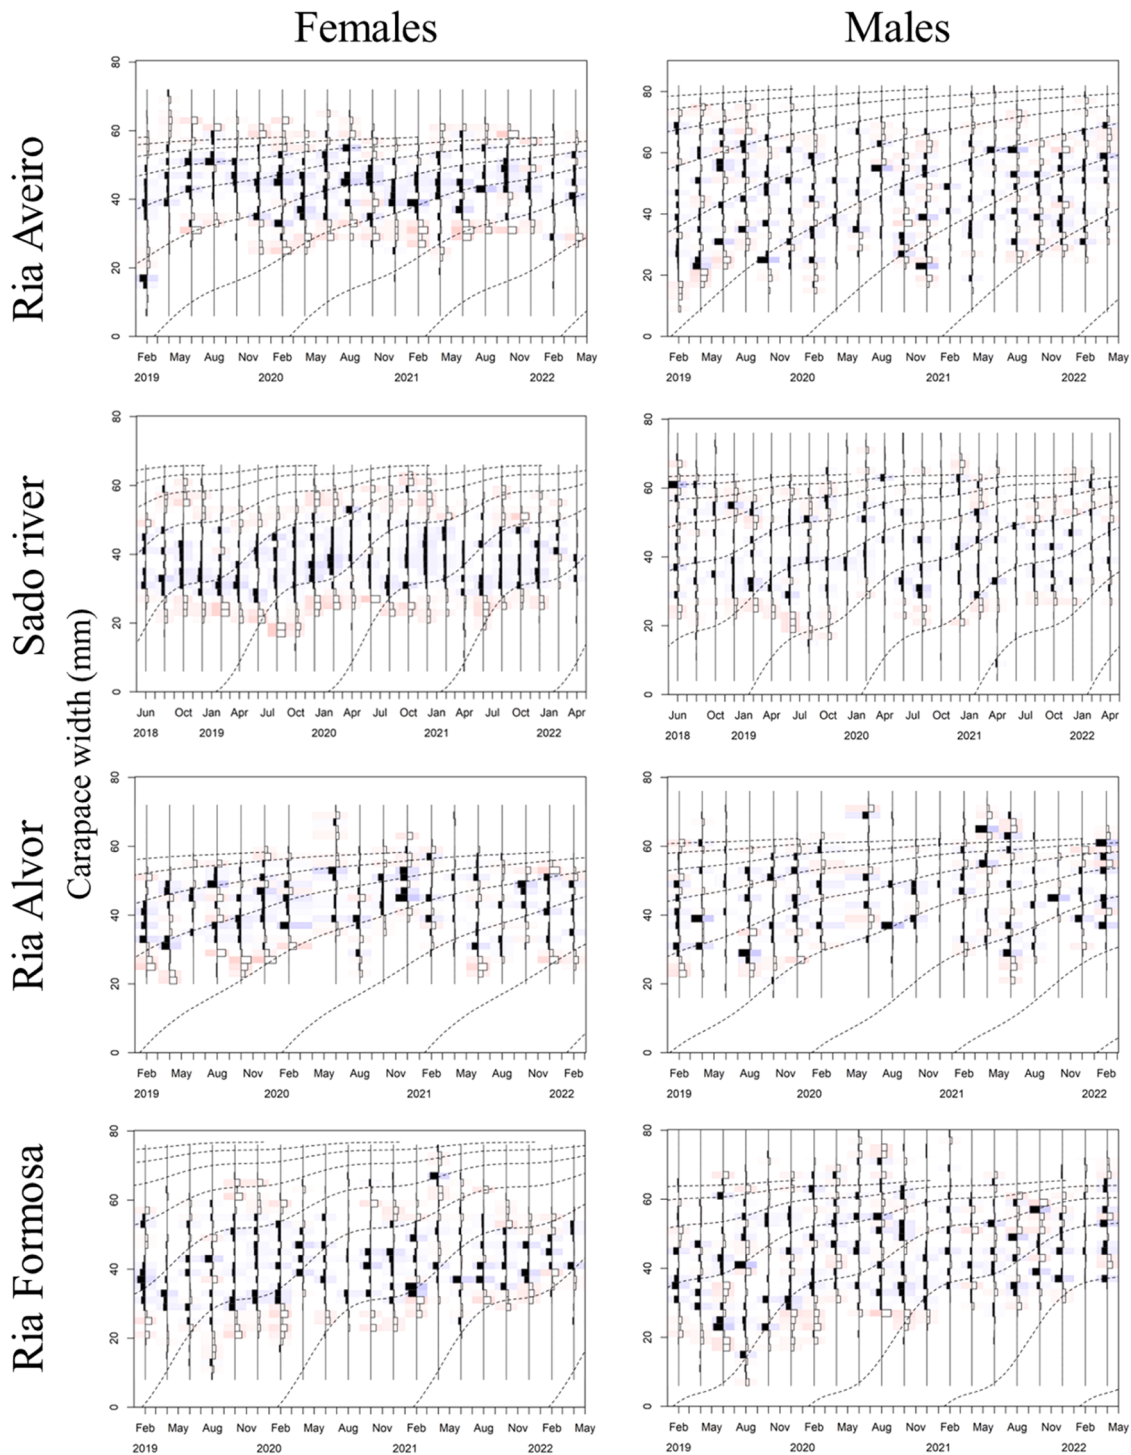 Females Males
Ria Aveiro
80
60
40
20
0
Feb May Aug Nov Feb May Aug Nov Feb May Aug Nov Feb May
2019 2020 2021 2022
80
60
40
20
0
Feb May Aug Nov Feb May Aug Nov Feb May Aug Nov Feb May
2019 2020 2021 2022
Sado river
80
60
40
20
0
Jun Oct Jan Apr Jul Oct Jan Apr Jul Oct Jan Apr Jul Oct Jan Apr
2018 2019 2020 2021 2022
80
60
40
20
0
Jun Oct Jan Apr Jul Oct Jan Apr Jul Oct Jan Apr Jul Oct Jan Apr
2018 2019 2020 2021 2022
Carapace width (mm)
Ria Alvor
80
60
40
20
0
Feb May Aug Nov Feb May Aug Nov Feb May Aug Nov Feb
2019 2020 2021 2022
80
60
40
20
0
Feb May Aug Nov Feb May Aug Nov Feb May Aug Nov Feb
2019 2020 2021 2022
Ria Formosa
80
60
40
20
0
Feb May Aug Nov Feb May Aug Nov Feb May Aug Nov Feb May
2019 2020 2021 2022
80
60
40
20
0
Feb May Aug Nov Feb May Aug Nov Feb May Aug Nov Feb May
2019 2020 2021 2022